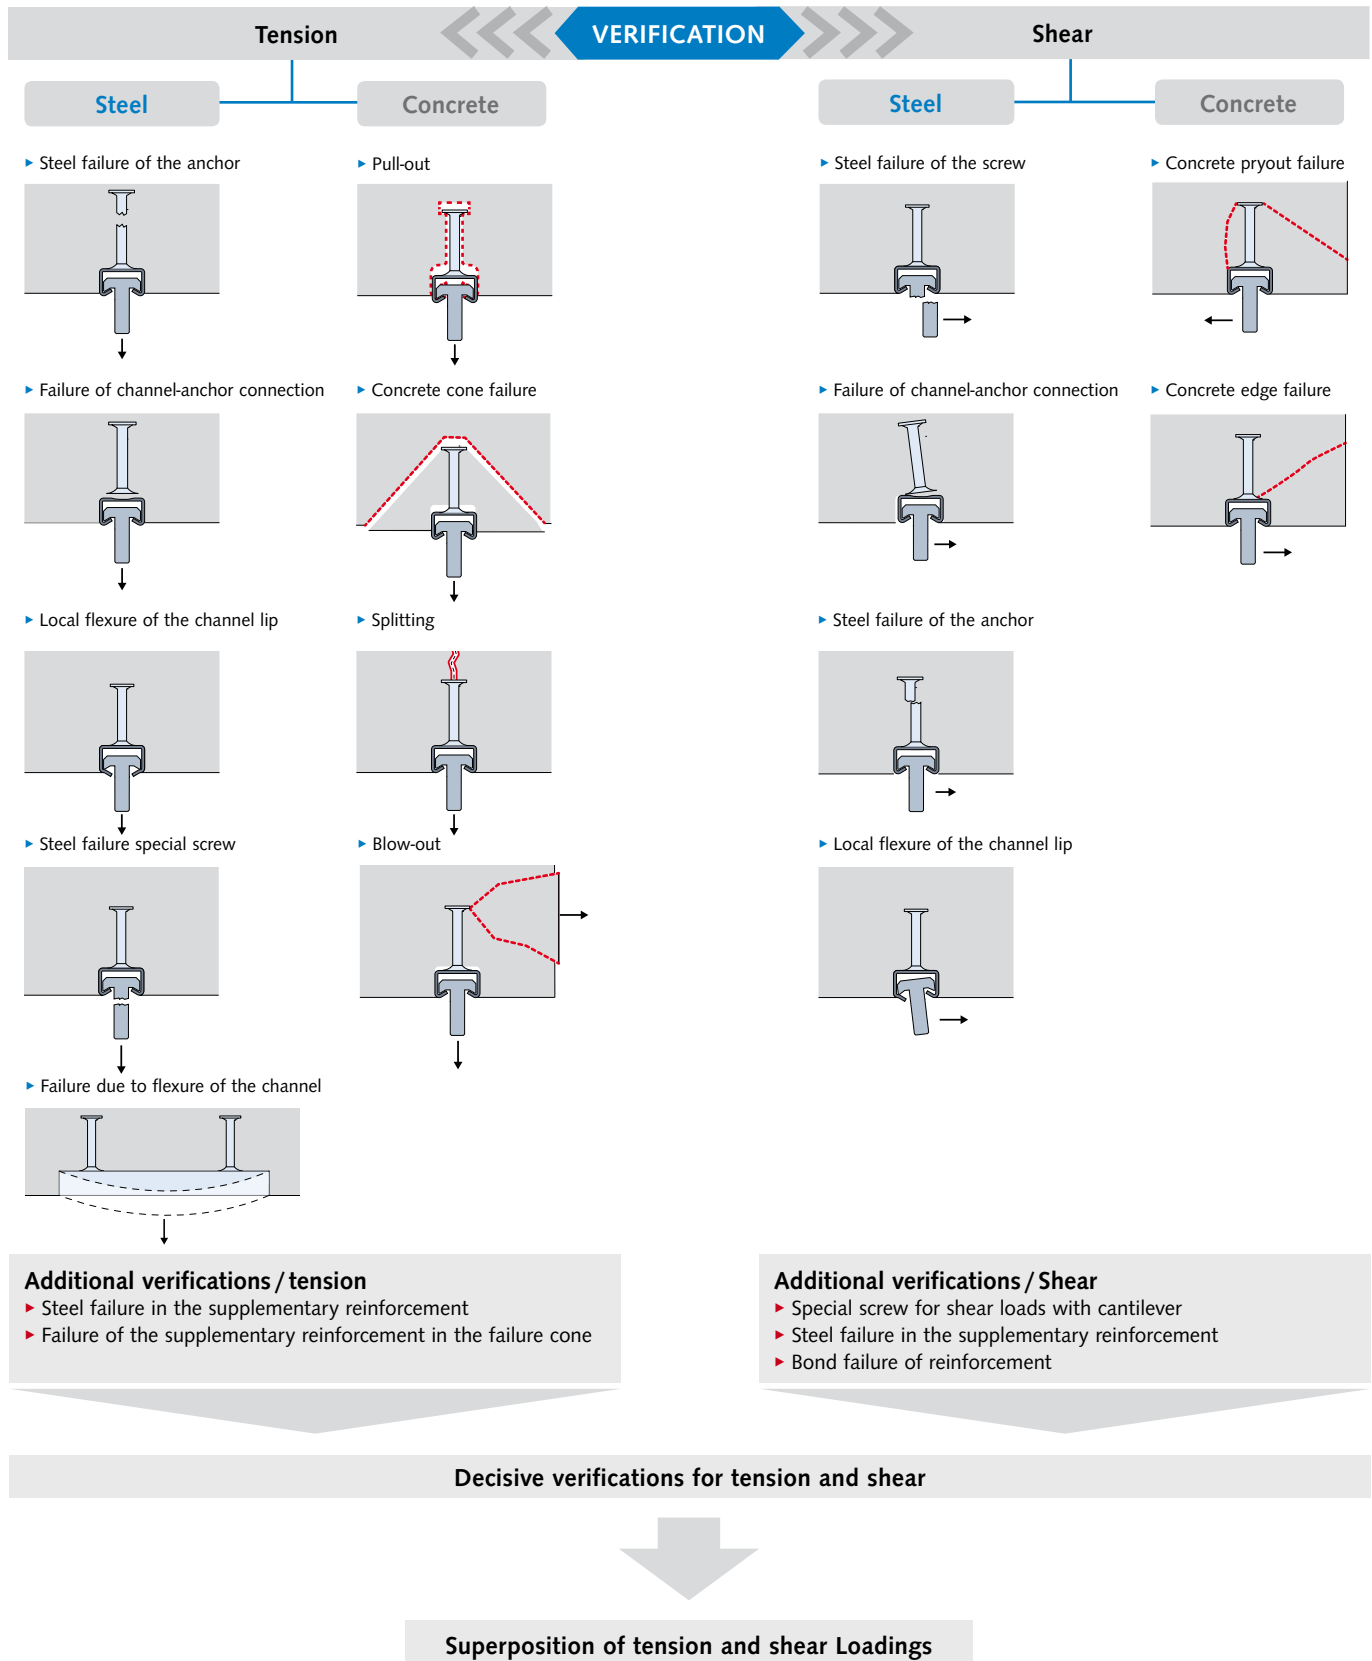 Tension
VERIFICATION
Shear
Steel
Concrete
Steel
Concrete
Steel failure of the anchor
Pull-out
Steel failure of the screw
Concrete pryout failure
Failure of channel-anchor connection
Concrete cone failure
Failure of channel-anchor connection
Concrete edge failure
Local flexure of the channel lip
Splitting
Steel failure of the anchor
Steel failure special screw
Blow-out
Local flexure of the channel lip
Failure due to flexure of the channel
Additional verifications / tension
Steel failure in the supplementary reinforcement
Failure of the supplementary reinforcement in the failure cone
Additional verifications / Shear
Special screw for shear loads with cantilever
Steel failure in the supplementary reinforcement
Bond failure of reinforcement
Decisive verifications for tension and shear
Superposition of tension and shear Loadings